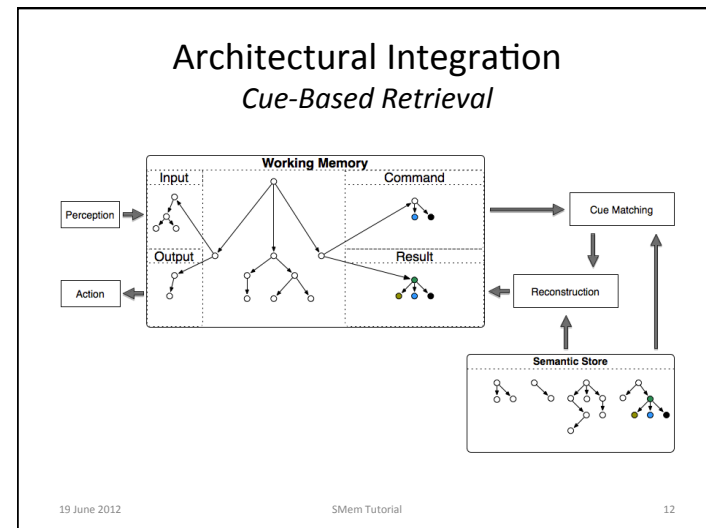 Architectural Integration
Cue-Based Retrieval
Working Memory
Input
Command
Perception
Cue Matching
Output
Result
Action
Reconstruction
Semantic Store
19 June 2012
SMem Tutorial
12